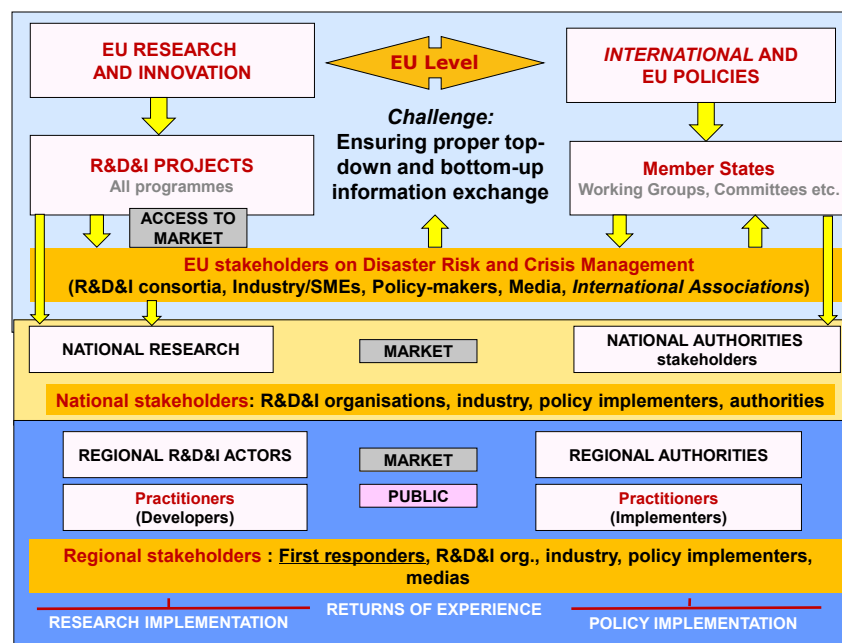 EU RESEARCH
AND INNOVATION
EU Level
INTERNATIONAL AND
EU POLICIES
Challenge:
Ensuring proper top-
down and bottom-up
information exchange
R&D&I PROJECTS
All programmes
Member States
Working Groups, Committees etc.
ACCESS TO
MARKET
EU stakeholders on Disaster Risk and Crisis Management
(R&D&I consortia, Industry/SMEs, Policy-makers, Media, International Associations)
NATIONAL RESEARCH
MARKET
NATIONAL AUTHORITIES
stakeholders
National stakeholders: R&D&I organisations, industry, policy implementers, authorities
REGIONAL R&D&I ACTORS
MARKET
REGIONAL AUTHORITIES
Practitioners
(Developers)
PUBLIC
Practitioners
(Implementers)
Regional stakeholders : First responders, R&D&I org., industry, policy implementers,
medias
RESEARCH IMPLEMENTATION
RETURNS OF EXPERIENCE
POLICY IMPLEMENTATION